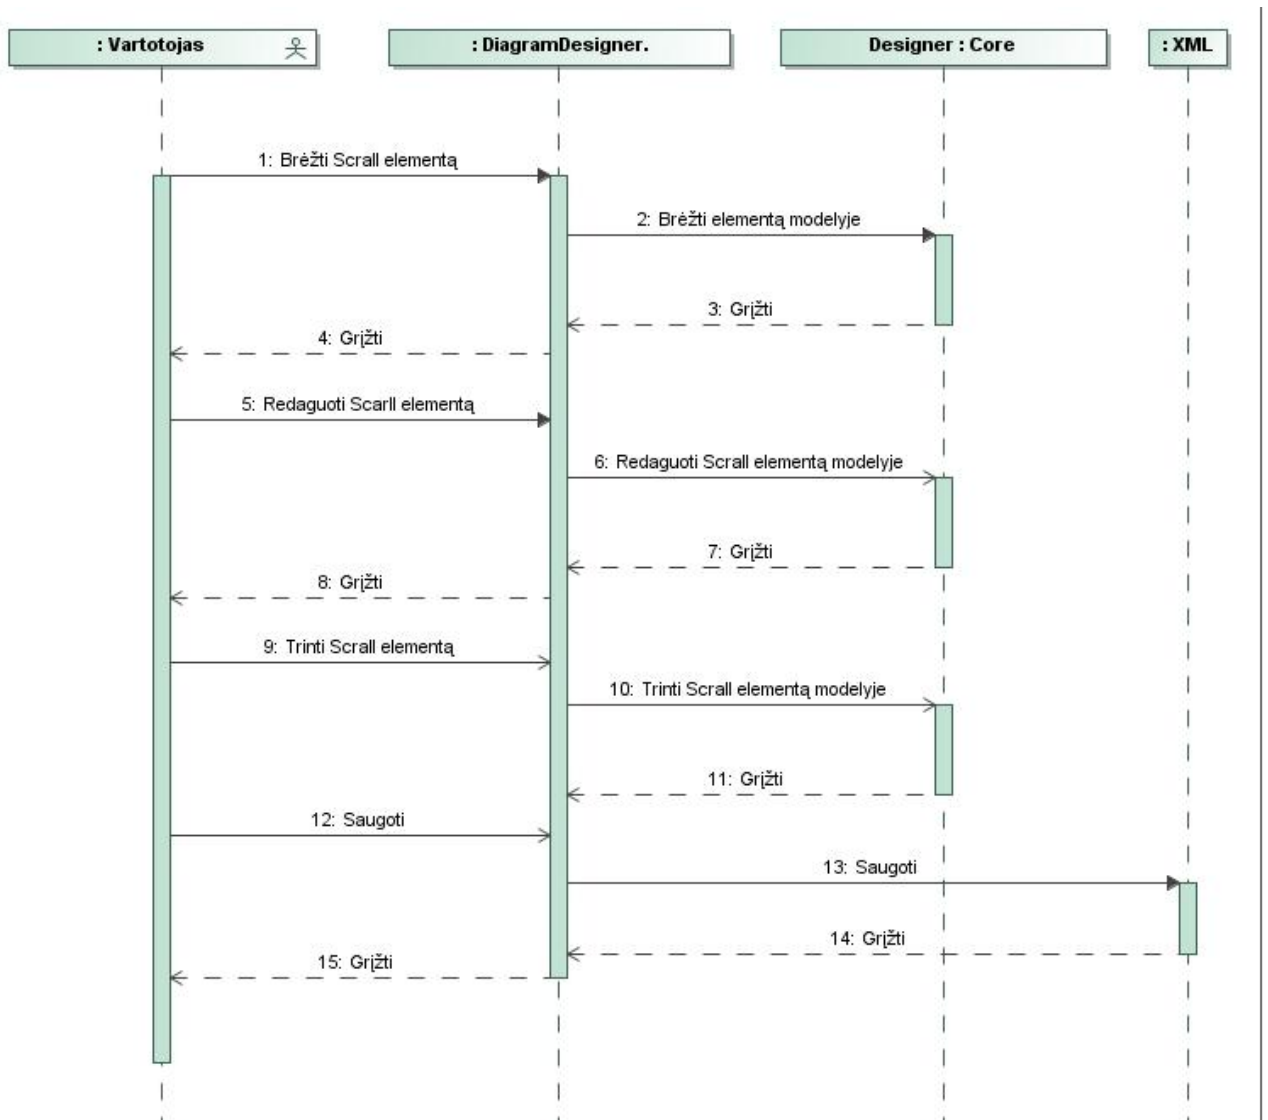 : Vartotojas
: DiagramDesigner.
Designer : Core
: XML
1: Brėžti Scrall elementą
2: Brėžti elementą modelyje
3: Grįžti
4: Grįžti
5: Redaguoti Scarll elementą
6: Redaguoti Scrall elementą modelyje
7: Grįžti
8: Grįžti
9: Trinti Scrall elementą
10: Trinti Scrall elementą modelyje
11: Grįžti
12: Saugoti
13: Saugoti
14: Grįžti
15: Grįžti